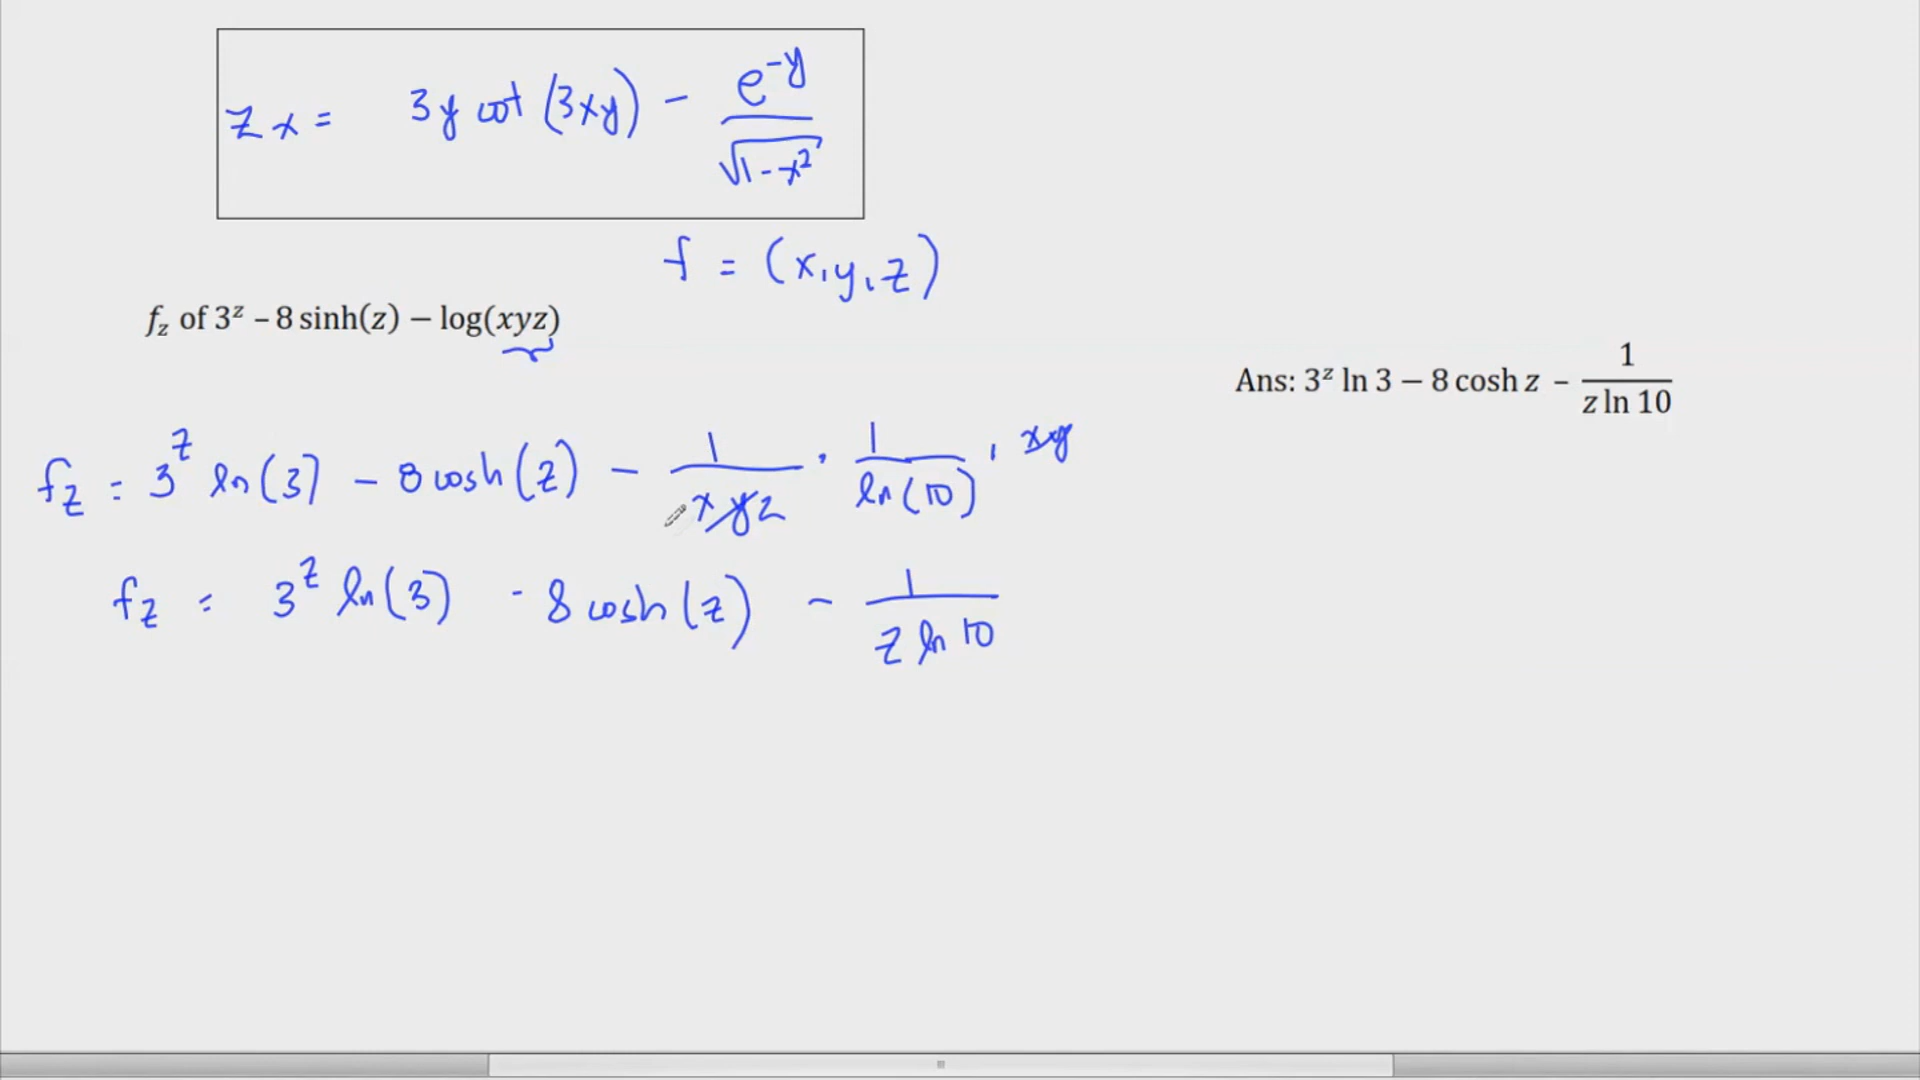 zx = 3y cot (3xy) − e^{-y} / √(1-x²)
f = (x, y, z)
f_z of 3^z – 8 sinh(z) − log(xyz)
Ans: 3^z ln 3 − 8 cosh z – 1 / (z ln 10)
f_z = 3^z ln(3) − 8 cosh(z) − 1/(xyz) · 1/ln(10) · xy
f_z = 3^z ln(3) - 8 cosh(z) − 1/(z ln 10)